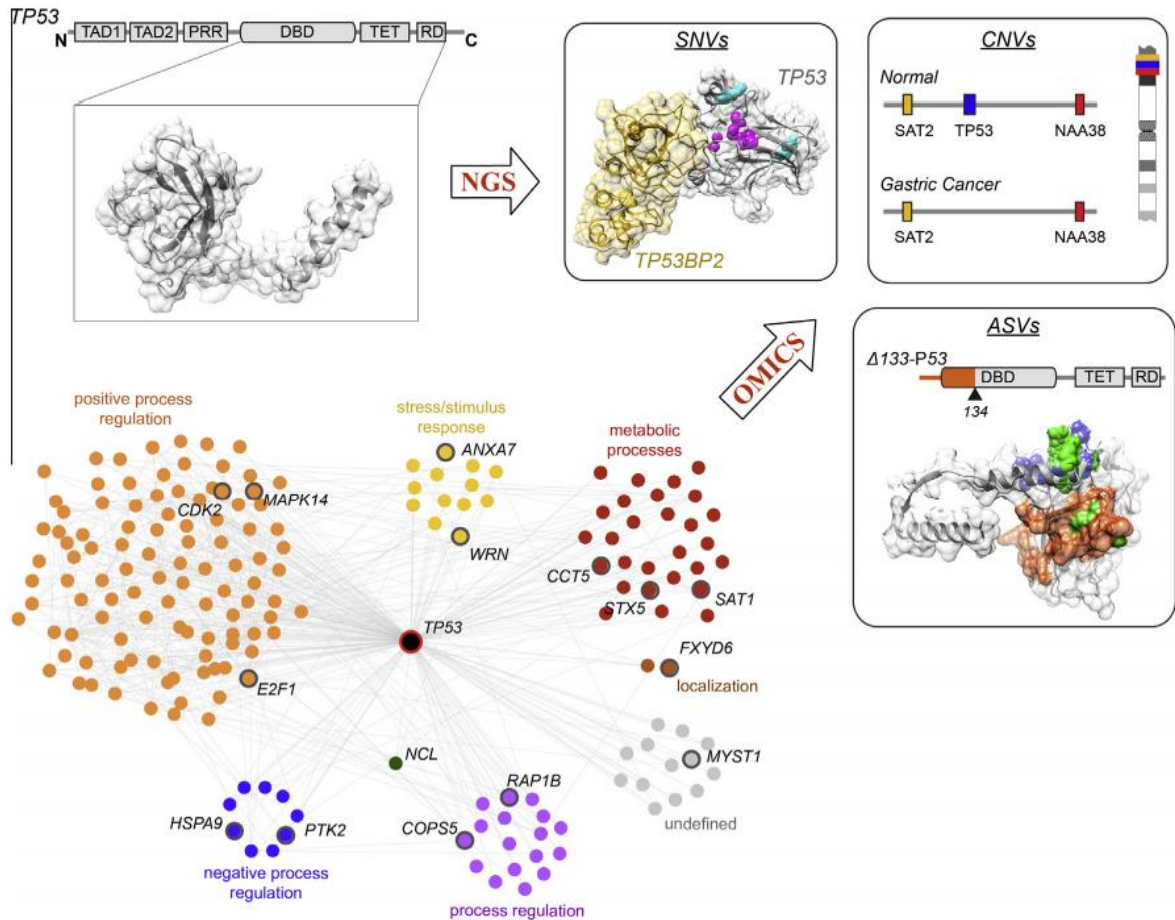 TP53
N TAD1 TAD2 PRR DBD TET RD C
NGS
SNVs
TP53
TP53BP2
CNVs
Normal
SAT2 TP53 NAA38
Gastric Cancer
SAT2 NAA38
OMICS
ASVs
Δ133-P53
DBD TET RD
134
positive process
regulation
CDK2
MAPK14
E2F1
stress/stimulus
response
ANXA7
WRN
metabolic
processes
CCT5
STX5
SAT1
TP53
FXYD6
localization
NCL
MYST1
undefined
HSPA9
PTK2
negative process
regulation
RAP1B
COPS5
process regulation